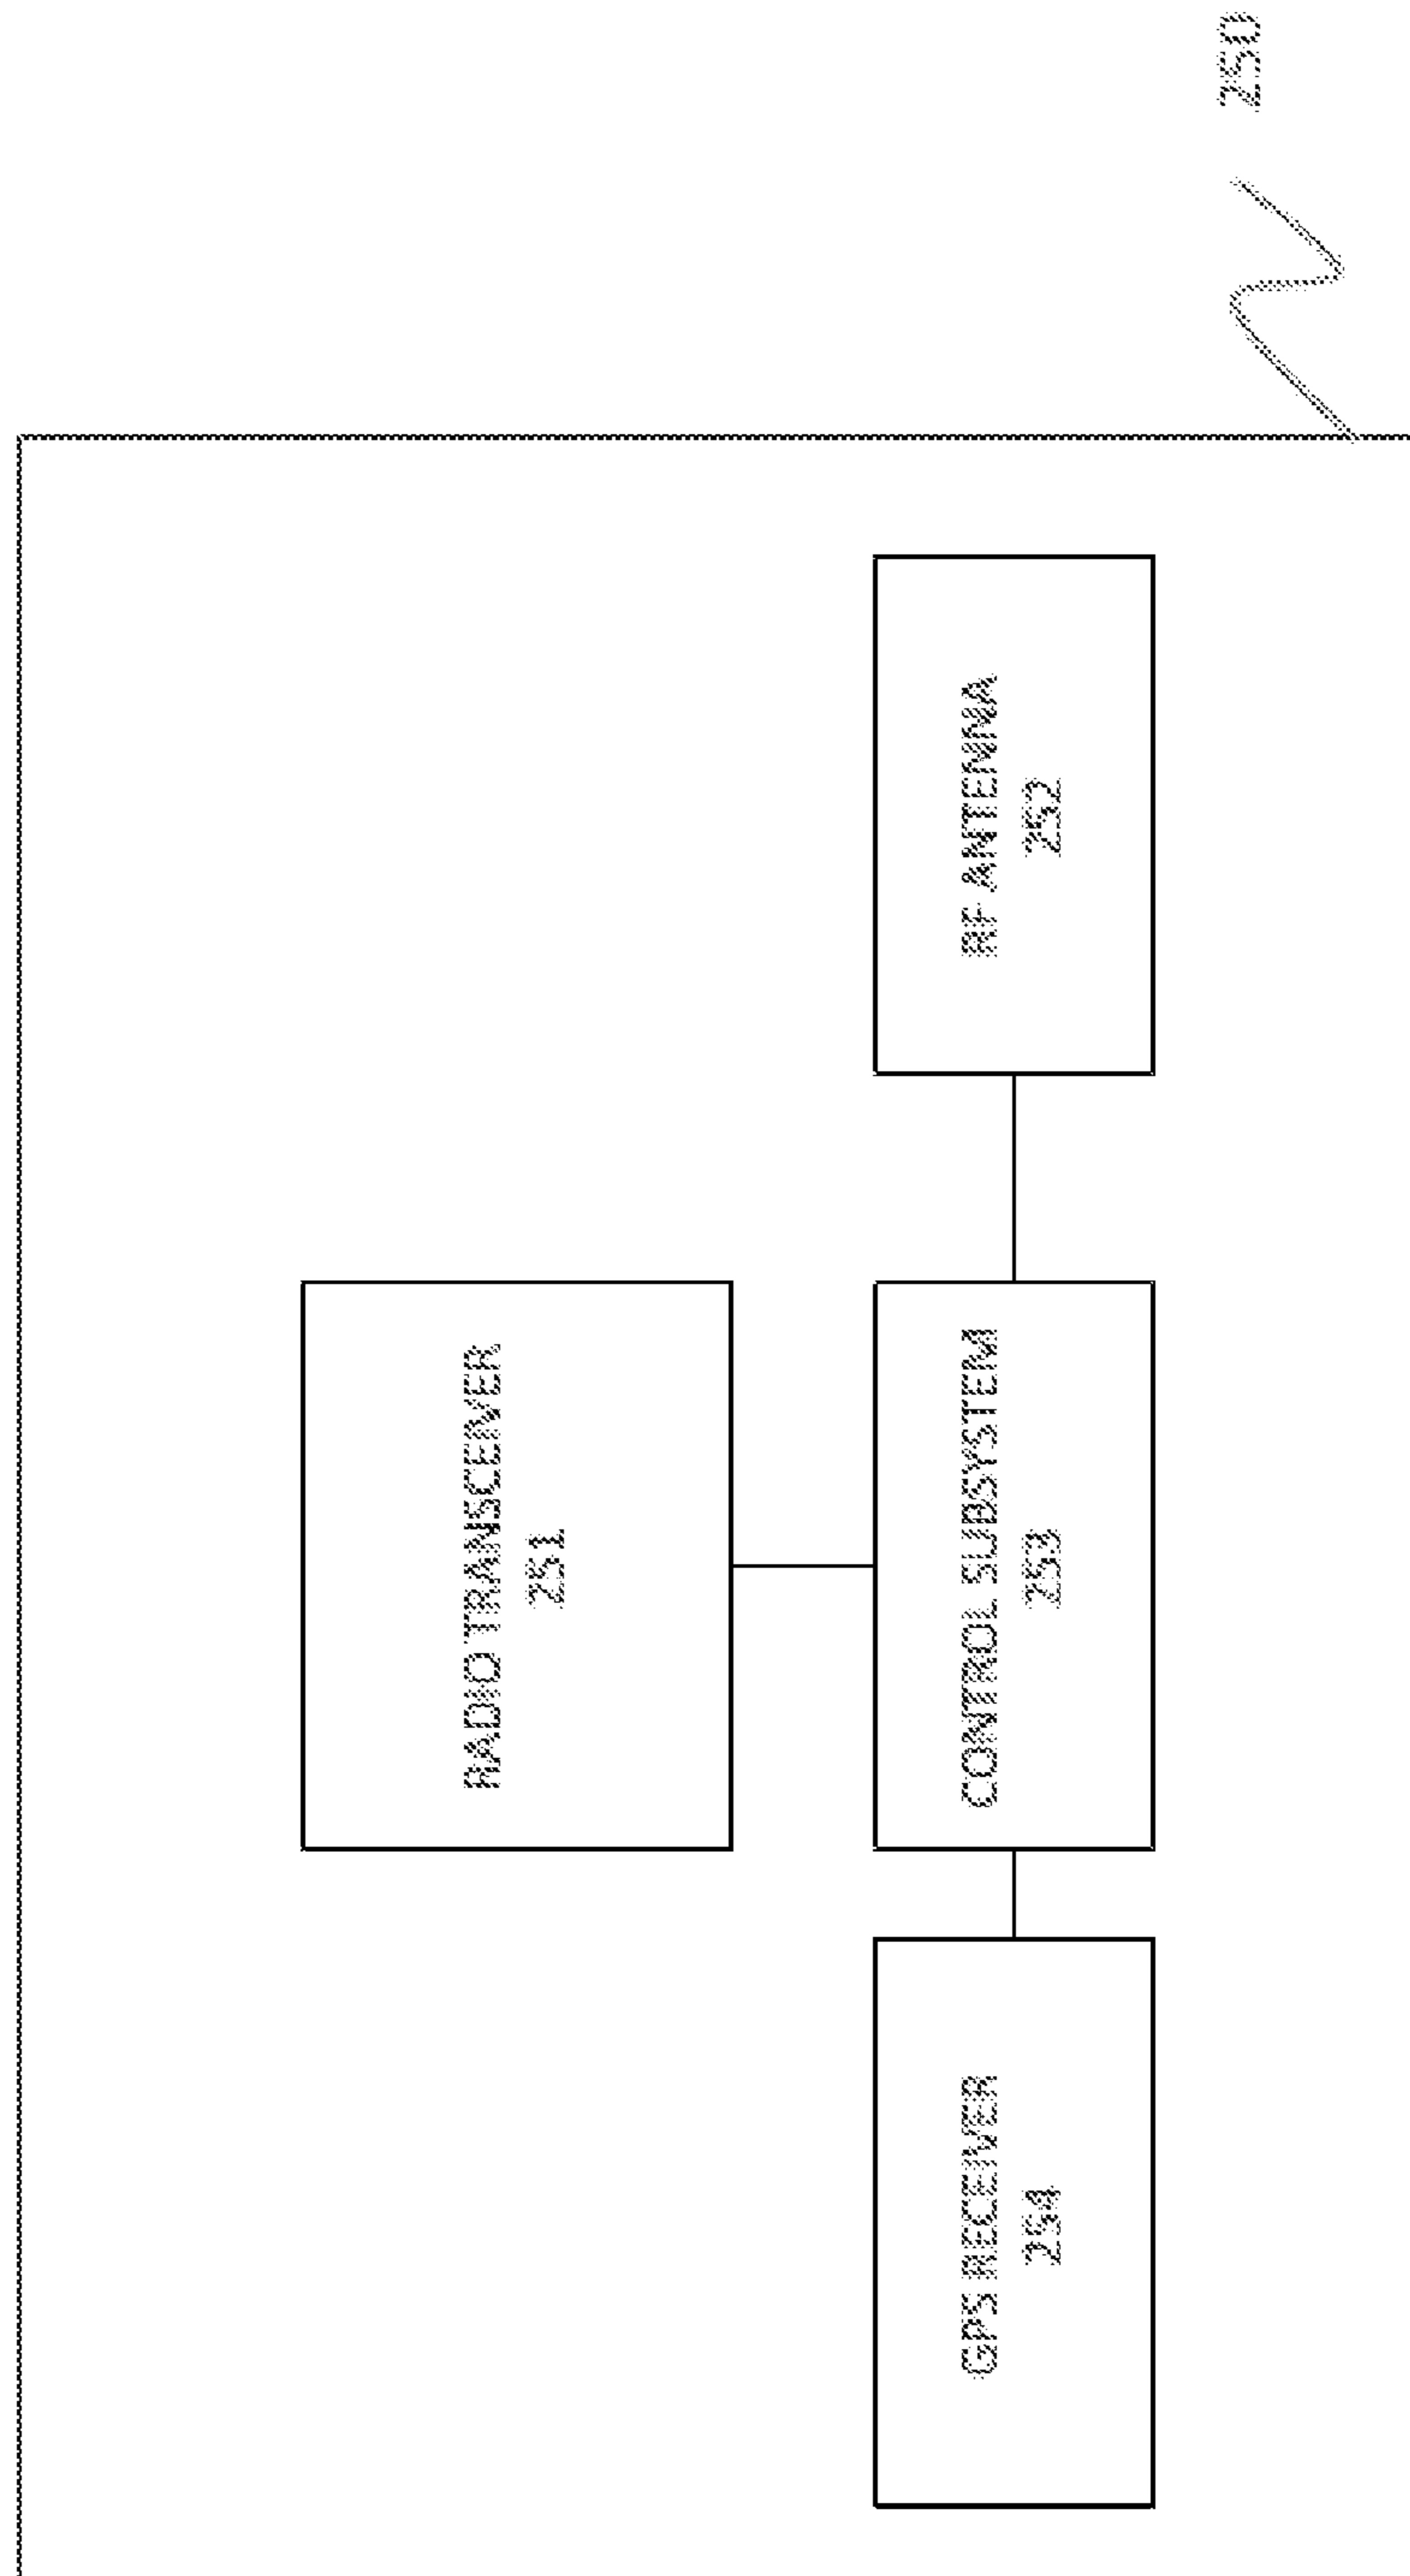 RADIO TRANSCEIVER
251
GPS RECEIVER
254
CONTROL SUBSYSTEM
253
RF ANTENNA
252
250